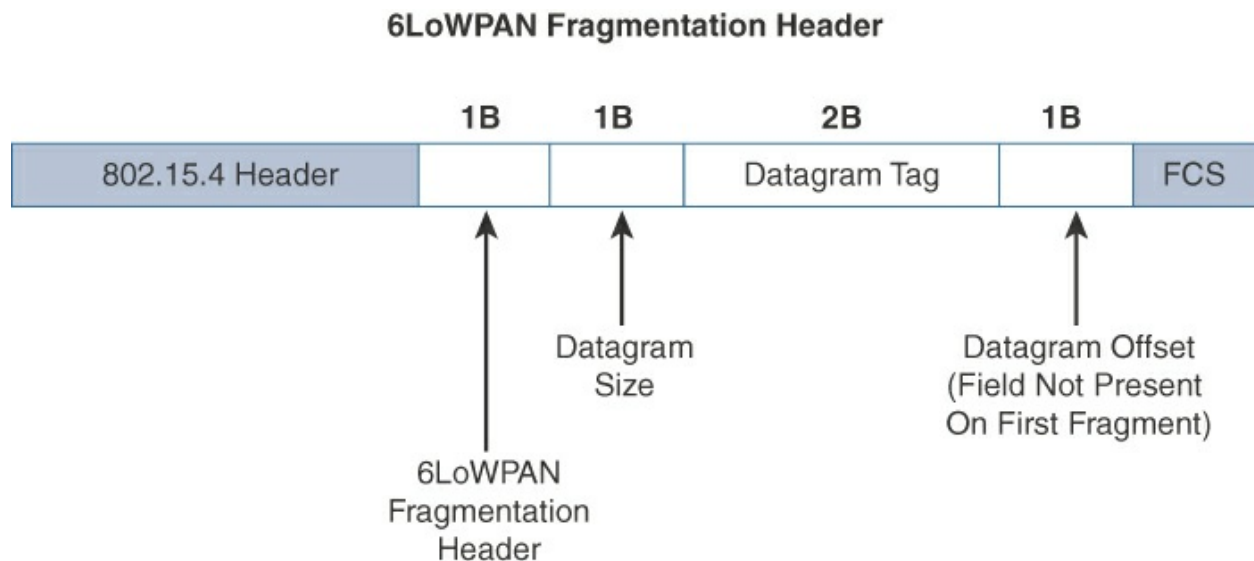 6LoWPAN Fragmentation Header
1B 1B 2B 1B
802.15.4 Header Datagram Tag FCS
Datagram
Size
Datagram Offset
(Field Not Present
On First Fragment)
6LoWPAN
Fragmentation
Header